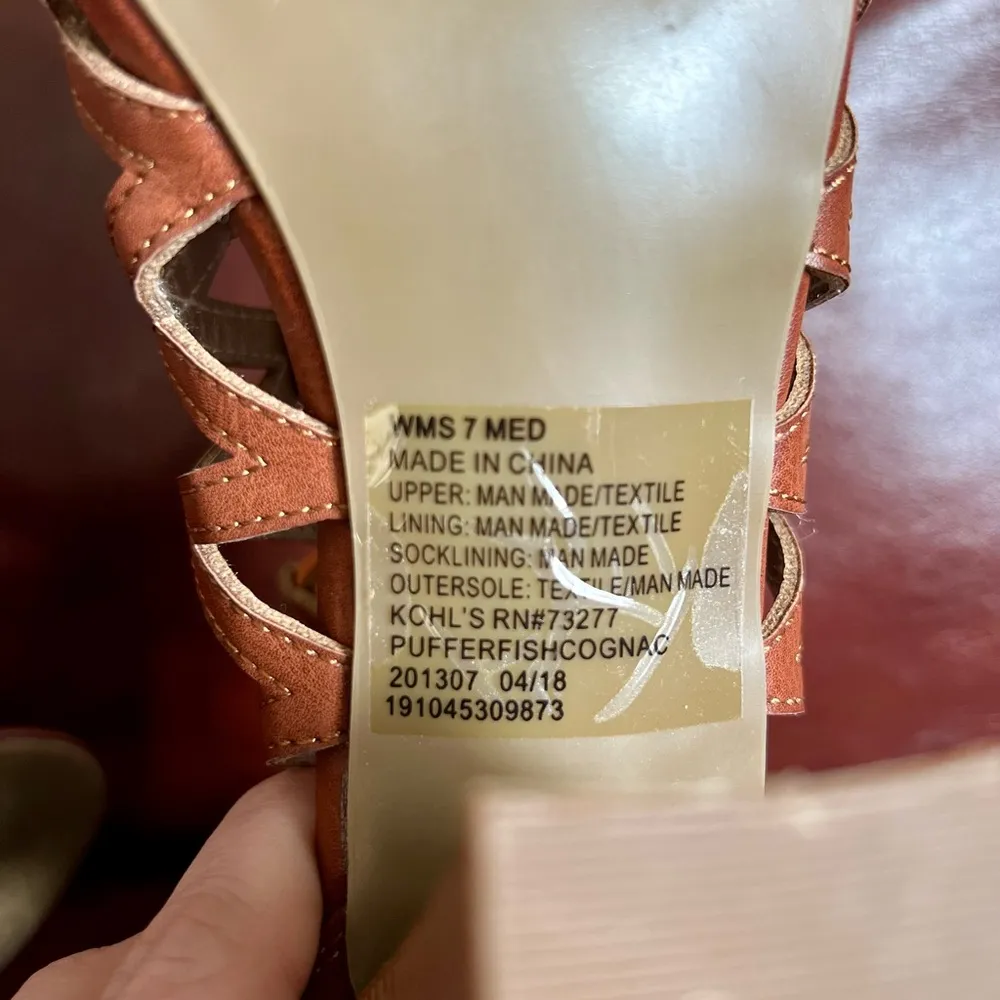 WMS 7 MED
MADE IN CHINA
UPPER: MAN MADE/TEXTILE
LINING: MAN MADE/TEXTILE
SOCKLINING: MAN MADE
OUTERSOLE: TEXTILE/MAN MADE
KOHL'S RN#73277
PUFFERFISHCOGNAC
201307 04/18
191045309873